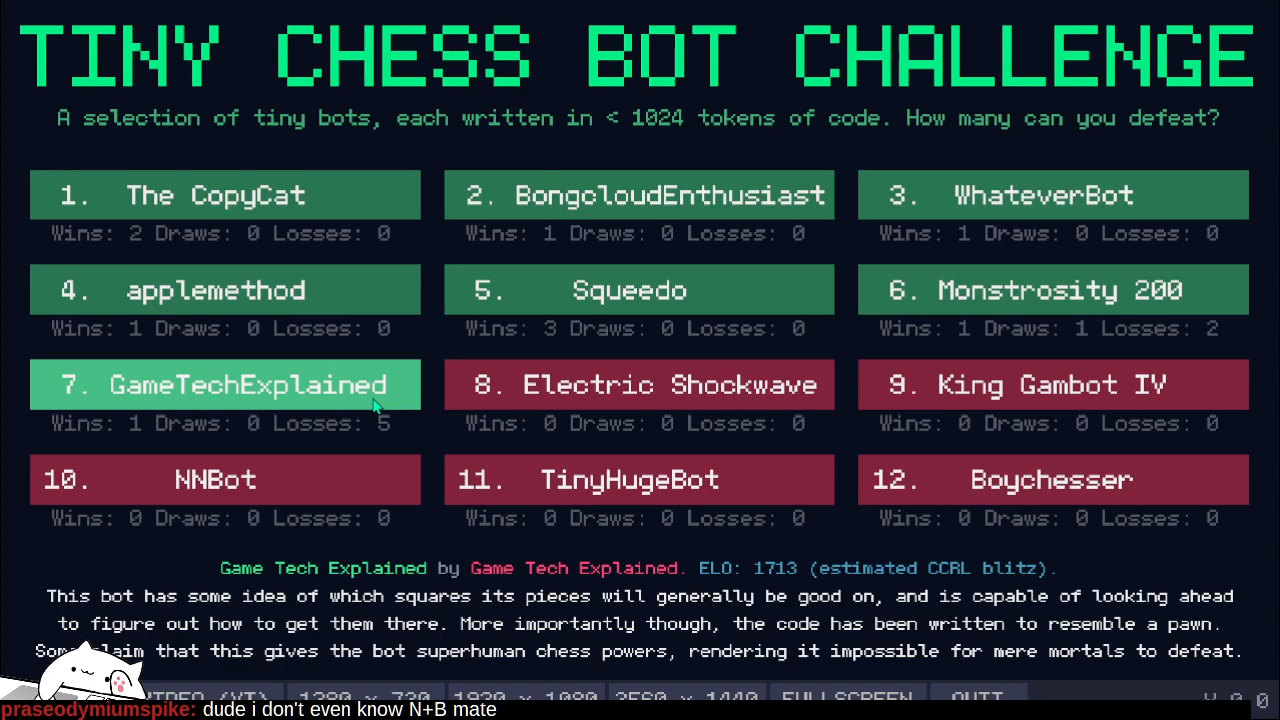 TINY CHESS BOT CHALLENGE
A selection of tiny bots, each written in < 1024 tokens of code. How many can you defeat?
1. The CopyCat
2. BongcloudEnthusiast
3. WhateverBot
Wins: 2 Draws: 0 Losses: 0
Wins: 1 Draws: 0 Losses: 0
Wins: 1 Draws: 0 Losses: 0
4. applemethod
5. Squeedo
6. Monstrosity 200
Wins: 1 Draws: 0 Losses: 0
Wins: 3 Draws: 0 Losses: 0
Wins: 1 Draws: 1 Losses: 2
7. GameTechExplained
8. Electric Shockwave
9. King Gambot IV
Wins: 1 Draws: 0 Losses: 5
Wins: 0 Draws: 0 Losses: 0
Wins: 0 Draws: 0 Losses: 0
10. NNBot
11. TinyHugeBot
12. Boychesser
Wins: 0 Draws: 0 Losses: 0
Wins: 0 Draws: 0 Losses: 0
Wins: 0 Draws: 0 Losses: 0
Game Tech Explained by Game Tech Explained. ELO: 1713 (estimated CCRL blitz).
This bot has some idea of which squares its pieces will generally be good on, and is capable of looking ahead
to figure out how to get them there. More importantly though, the code has been written to resemble a pawn.
claim that this gives the bot superhuman chess powers, rendering it impossible for mere mortals to defeat.
FULLSCREEN QUIT
praseodymiumspike: dude i don't even know N+B mate